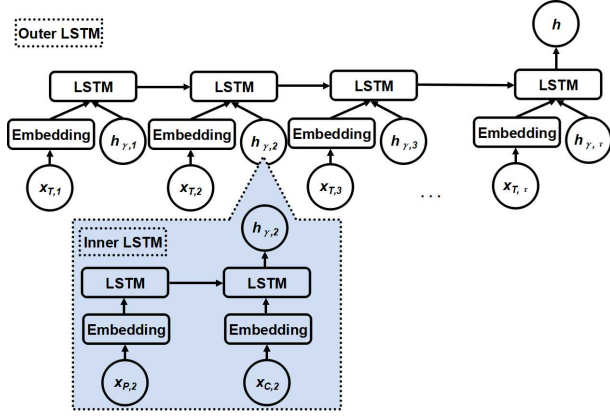 Outer LSTM
h
LSTM LSTM LSTM LSTM
Embedding h γ,1 Embedding h γ,2 Embedding h γ,3 Embedding h γ, τ
x T,1 x T,2 x T,3 ... x T, τ
Inner LSTM h γ,2
LSTM LSTM
Embedding Embedding
x P,2 x C,2